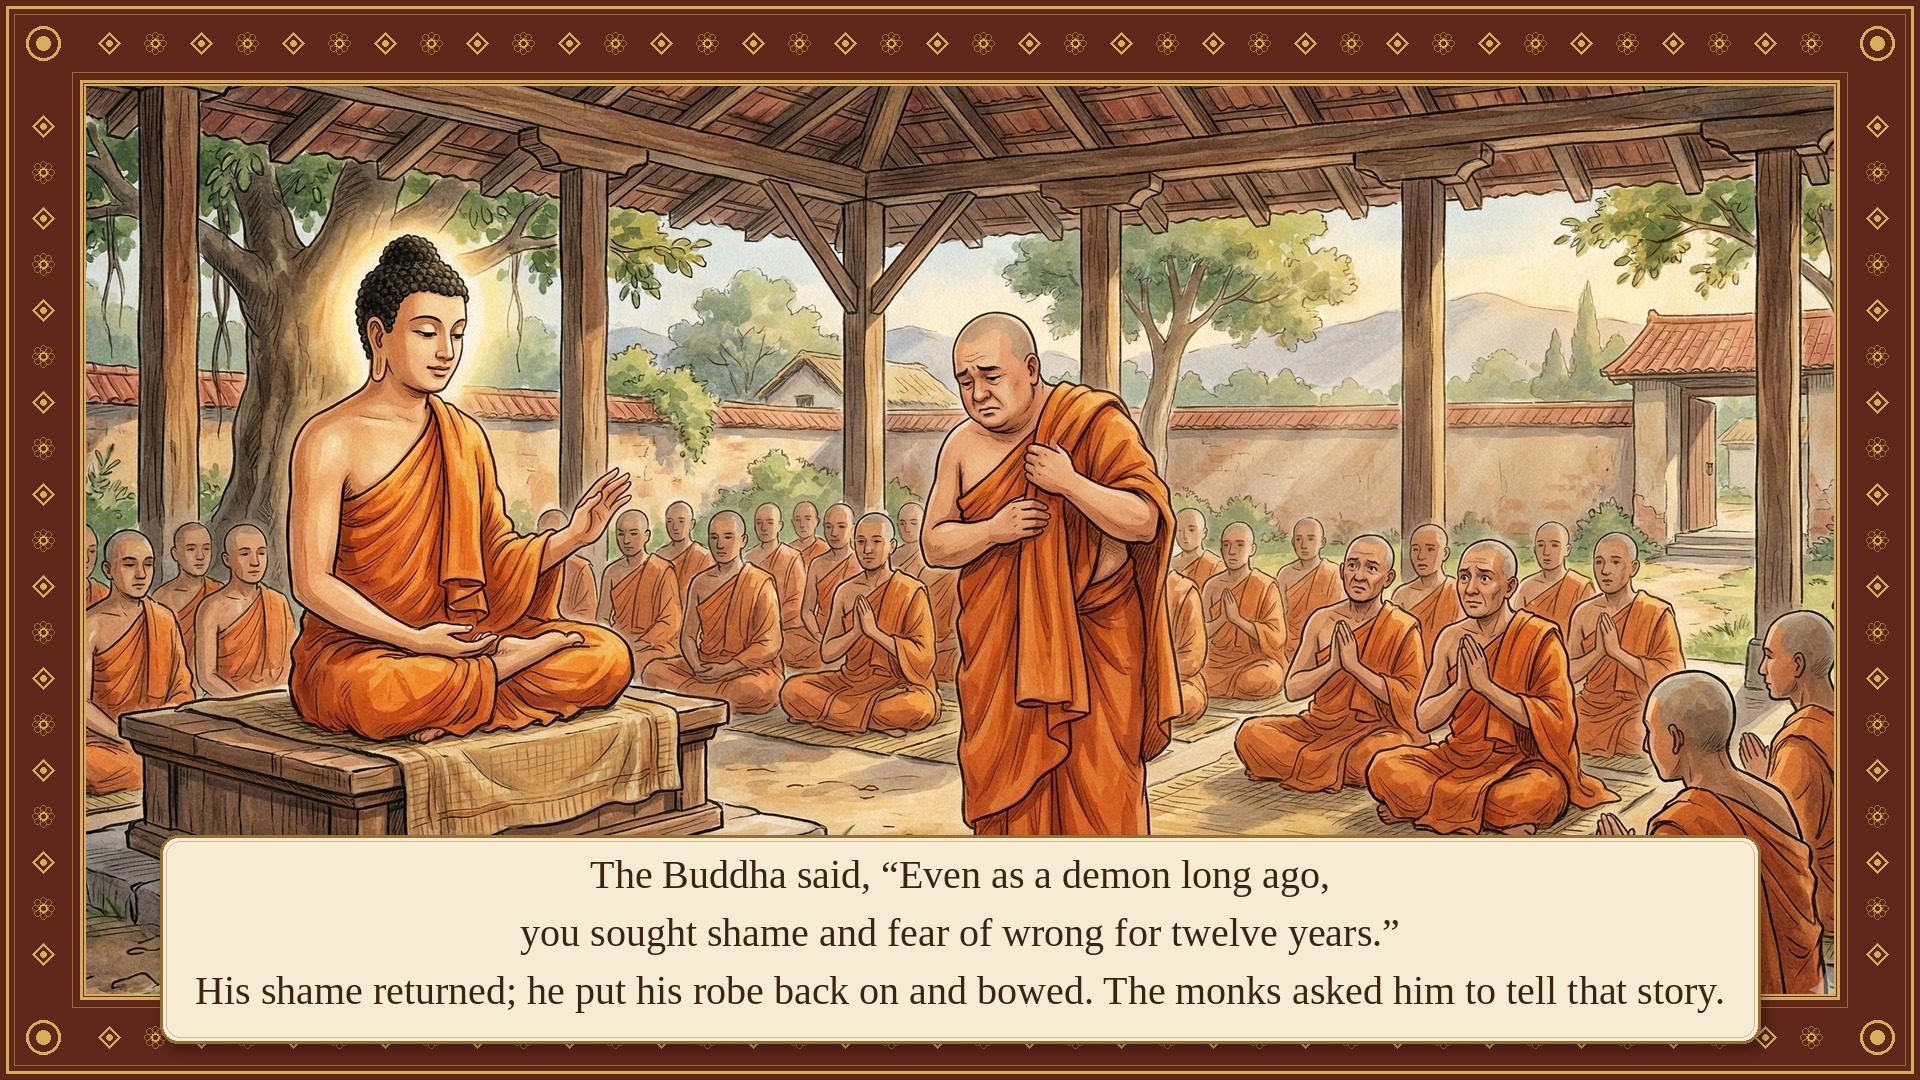 The Buddha said, “Even as a demon long ago,
you sought shame and fear of wrong for twelve years.”
His shame returned; he put his robe back on and bowed. The monks asked him to tell that story.